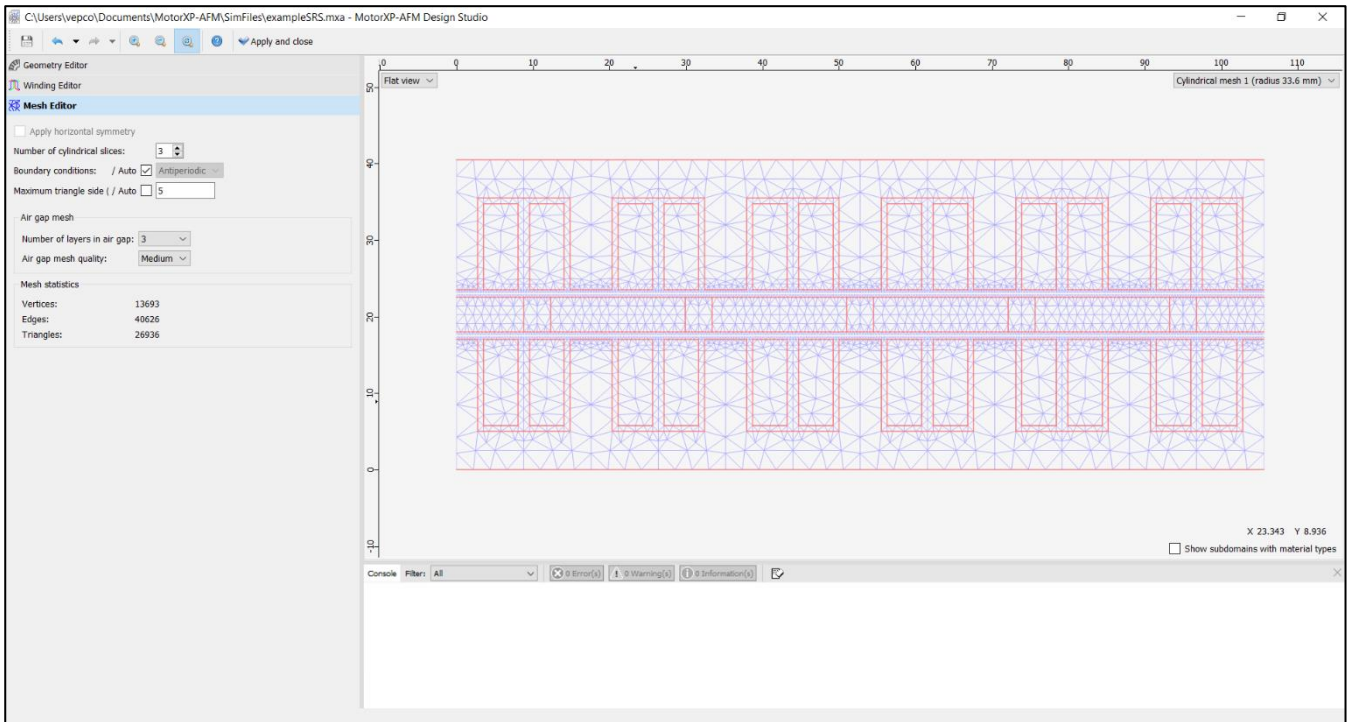 C:\Users\vepco\Documents\MotorXP-AFM\SimFiles\exampleSRS.mxa - MotorXP-AFM Design Studio
Apply and close
Geometry Editor
Winding Editor
Mesh Editor
Apply horizontal symmetry
Number of cylindrical slices: 3
Boundary conditions: / Auto Antiperiodic
Maximum triangle side ( / Auto 5
Air gap mesh
Number of layers in air gap: 3
Air gap mesh quality: Medium
Mesh statistics
Vertices: 13693
Edges: 40626
Triangles: 26936
0 10 20 30 40 50 60 70 80 90 100 110
Flat view
Cylindrical mesh 1 (radius 33.6 mm)
50
40
30
20
10
0
-10
X 23.343 Y 8.936
Show subdomains with material types
Console Filter: All 0 Error(s) 0 Warning(s) 0 Information(s)